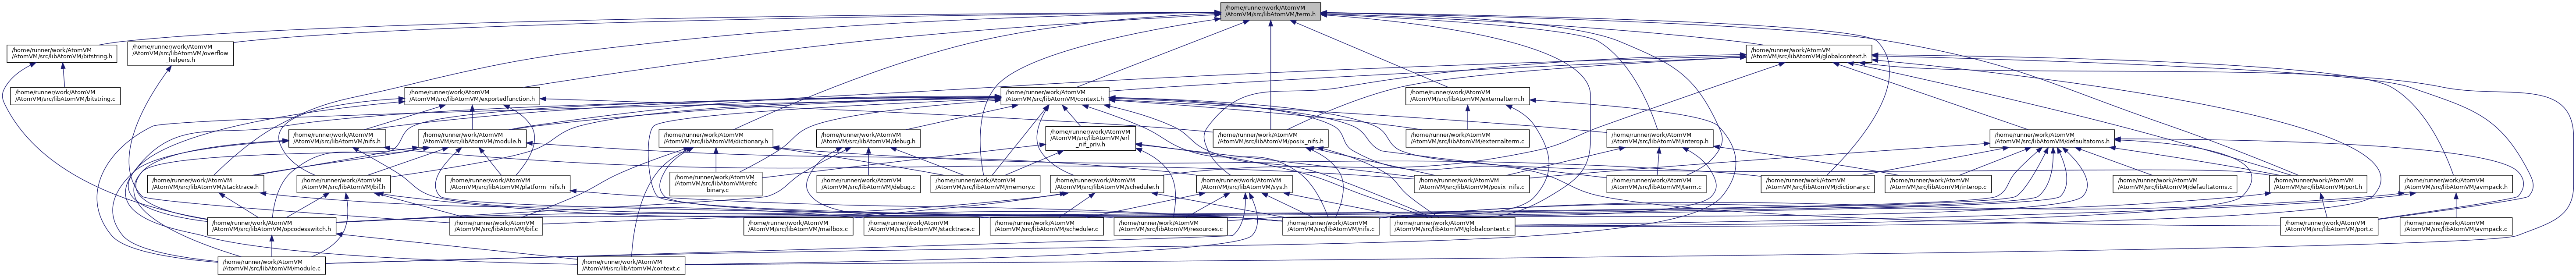 /home/runner/work/AtomVM
/AtomVM/src/libAtomVM/term.h
/home/runner/work/AtomVM
/AtomVM/src/libAtomVM/bitstring.h
/home/runner/work/AtomVM
/AtomVM/src/libAtomVM/overflow
_helpers.h
/home/runner/work/AtomVM
/AtomVM/src/libAtomVM/globalcontext.h
/home/runner/work/AtomVM
/AtomVM/src/libAtomVM/bitstring.c
/home/runner/work/AtomVM
/AtomVM/src/libAtomVM/exportedfunction.h
/home/runner/work/AtomVM
/AtomVM/src/libAtomVM/context.h
/home/runner/work/AtomVM
/AtomVM/src/libAtomVM/externalterm.h
/home/runner/work/AtomVM
/AtomVM/src/libAtomVM/nifs.h
/home/runner/work/AtomVM
/AtomVM/src/libAtomVM/module.h
/home/runner/work/AtomVM
/AtomVM/src/libAtomVM/dictionary.h
/home/runner/work/AtomVM
/AtomVM/src/libAtomVM/debug.h
/home/runner/work/AtomVM
/AtomVM/src/libAtomVM/erl
_nif_priv.h
/home/runner/work/AtomVM
/AtomVM/src/libAtomVM/posix_nifs.h
/home/runner/work/AtomVM
/AtomVM/src/libAtomVM/externalterm.c
/home/runner/work/AtomVM
/AtomVM/src/libAtomVM/interop.h
/home/runner/work/AtomVM
/AtomVM/src/libAtomVM/defaultatoms.h
/home/runner/work/AtomVM
/AtomVM/src/libAtomVM/stacktrace.h
/home/runner/work/AtomVM
/AtomVM/src/libAtomVM/bif.h
/home/runner/work/AtomVM
/AtomVM/src/libAtomVM/platform_nifs.h
/home/runner/work/AtomVM
/AtomVM/src/libAtomVM/refc
_binary.c
/home/runner/work/AtomVM
/AtomVM/src/libAtomVM/debug.c
/home/runner/work/AtomVM
/AtomVM/src/libAtomVM/memory.c
/home/runner/work/AtomVM
/AtomVM/src/libAtomVM/scheduler.h
/home/runner/work/AtomVM
/AtomVM/src/libAtomVM/sys.h
/home/runner/work/AtomVM
/AtomVM/src/libAtomVM/posix_nifs.c
/home/runner/work/AtomVM
/AtomVM/src/libAtomVM/term.c
/home/runner/work/AtomVM
/AtomVM/src/libAtomVM/dictionary.c
/home/runner/work/AtomVM
/AtomVM/src/libAtomVM/interop.c
/home/runner/work/AtomVM
/AtomVM/src/libAtomVM/defaultatoms.c
/home/runner/work/AtomVM
/AtomVM/src/libAtomVM/port.h
/home/runner/work/AtomVM
/AtomVM/src/libAtomVM/avmpack.h
/home/runner/work/AtomVM
/AtomVM/src/libAtomVM/opcodesswitch.h
/home/runner/work/AtomVM
/AtomVM/src/libAtomVM/bif.c
/home/runner/work/AtomVM
/AtomVM/src/libAtomVM/mailbox.c
/home/runner/work/AtomVM
/AtomVM/src/libAtomVM/stacktrace.c
/home/runner/work/AtomVM
/AtomVM/src/libAtomVM/scheduler.c
/home/runner/work/AtomVM
/AtomVM/src/libAtomVM/resources.c
/home/runner/work/AtomVM
/AtomVM/src/libAtomVM/nifs.c
/home/runner/work/AtomVM
/AtomVM/src/libAtomVM/globalcontext.c
/home/runner/work/AtomVM
/AtomVM/src/libAtomVM/port.c
/home/runner/work/AtomVM
/AtomVM/src/libAtomVM/avmpack.c
/home/runner/work/AtomVM
/AtomVM/src/libAtomVM/module.c
/home/runner/work/AtomVM
/AtomVM/src/libAtomVM/context.c